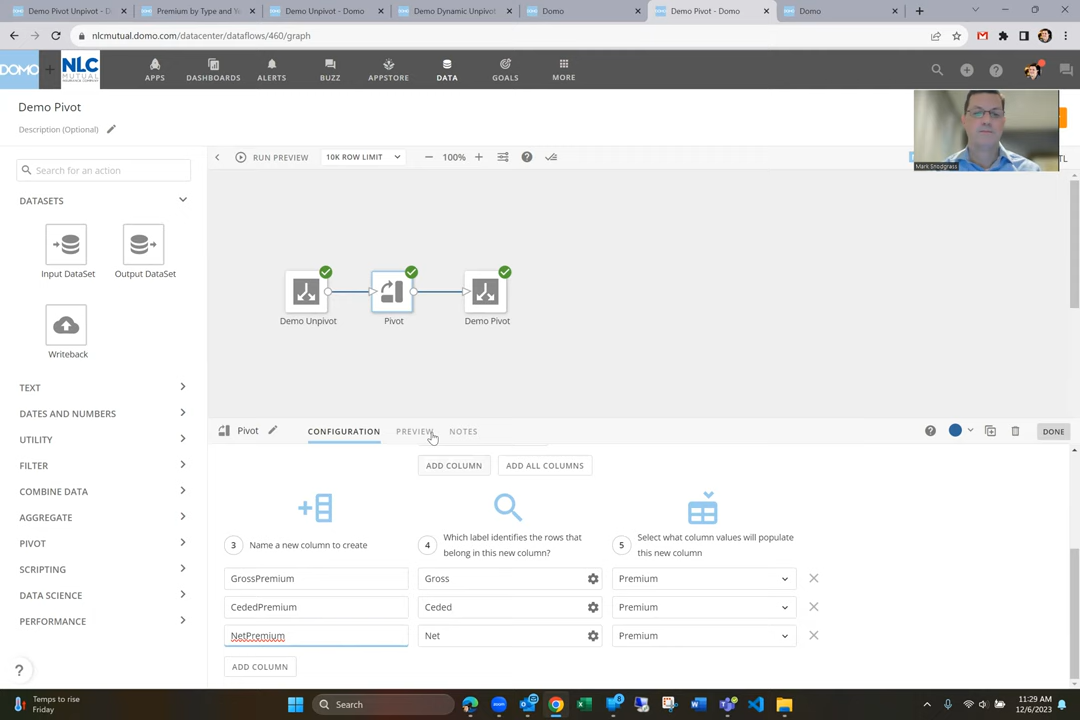 Demo Pivot Unpivot - D
Premium by Type and
Demo Unpivot - Domo
Demo Dynamic Unpivot
Domo
Demo Pivot - Domo
Domo
nlcmutual.domo.com/datacenter/dataflows/460/graph
DOMO
NLC
MUTUAL
APPS
DASHBOARDS
ALERTS
BUZZ
APPSTORE
DATA
GOALS
MORE
Demo Pivot
Description (Optional)
Mark Snodgrass
Search for an action
RUN PREVIEW
10K ROW LIMIT
100%
TL
DATASETS
Input DataSet
Output DataSet
Writeback
Demo Unpivot
Pivot
Demo Pivot
TEXT
DATES AND NUMBERS
UTILITY
FILTER
COMBINE DATA
AGGREGATE
PIVOT
SCRIPTING
DATA SCIENCE
PERFORMANCE
Pivot
CONFIGURATION
PREVIEW
NOTES
DONE
ADD COLUMN
ADD ALL COLUMNS
3 Name a new column to create
4 Which label identifies the rows that
belong in this new column?
5 Select what column values will populate
this new column
GrossPremium
Gross
Premium
CededPremium
Ceded
Premium
NetPremium
Net
Premium
ADD COLUMN
?
Temps to rise
Friday
Search
11:29 AM
12/6/2023